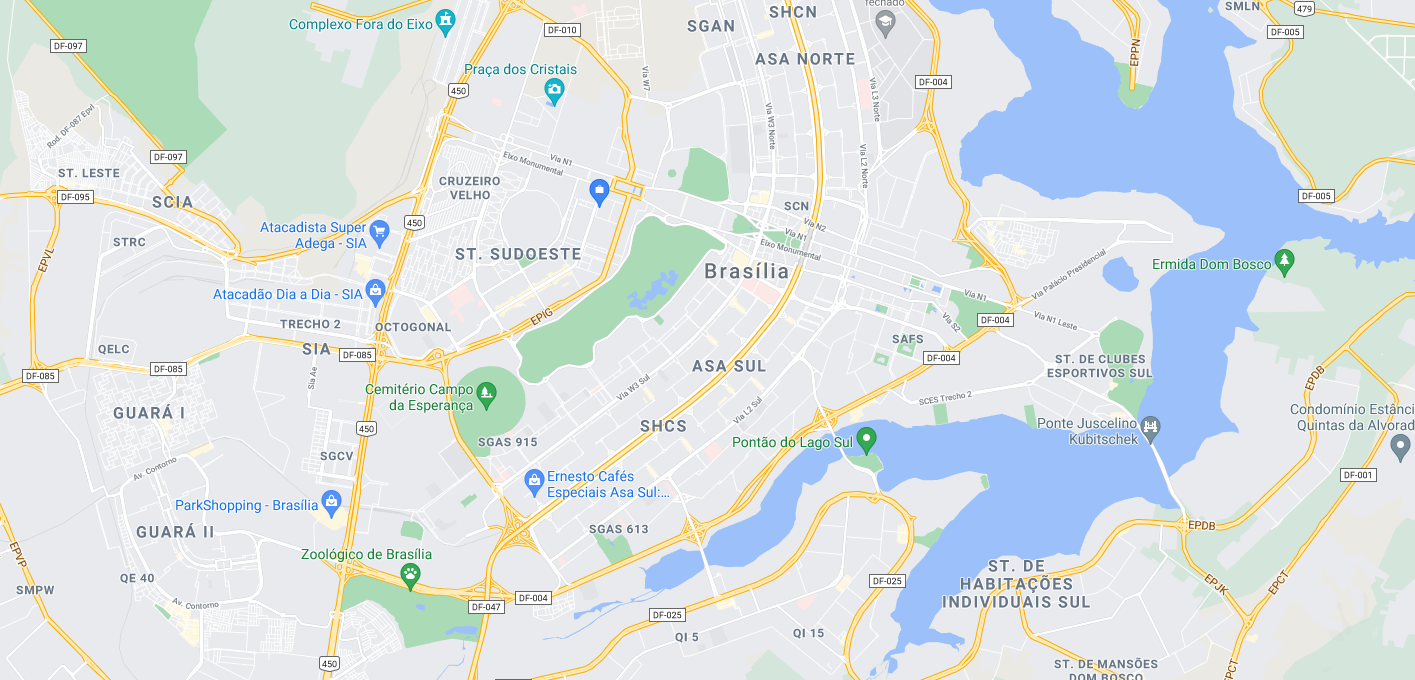 SHCN
fechado
SMLN
479
Complexo Fora do Eixo
SGAN
DF-010
DF-005
DF-097
EPPN
ASA NORTE
Praça dos Cristais
Via W7
DF-004
450
Via L3 Norte
Rod. DF-087 Epvl
Via W3 Norte
DF-097
Via N1
Eixo Monumental
ST. LESTE
Via L2 Norte
CRUZEIRO
VELHO
DF-095
SCIA
DF-005
SCN
450
Via N2
Atacadista Super
Adega - SIA
STRC
Via N1
Eixo Monumental
ST. SUDOESTE
EPVL
Brasília
Ermida Dom Bosco
Via Palácio Presidencial
Atacadão Dia a Dia - SIA
Via N1
EPIG
Via S2
DF-004
Via N1 Leste
TRECHO 2
OCTOGONAL
SAFS
QELC
SIA
DF-085
DF-004
ST. DE CLUBES
ESPORTIVOS SUL
DF-085
DF-085
ASA SUL
Sia Ae
Via W3 Sul
EPDB
Cemitério Campo
da Esperança
SCES Trecho 2
GUARÁ I
Via L2 Sul
Condomínio Estânci
Quintas da Alvorad
450
SHCS
Ponte Juscelino
Kubitschek
SGAS 915
Pontão do Lago Sul
SGCV
Av. Contorno
DF-001
Ernesto Cafés
Especiais Asa Sul:...
ParkShopping - Brasília
GUARÁ II
SGAS 613
EPDB
EPVP
Zoológico de Brasília
ST. DE
HABITAÇÕES
INDIVIDUAIS SUL
QE 40
DF-025
EPJK
EPCT
SMPW
Av. Contorno
DF-047
DF-004
DF-025
QI 5
QI 15
450
ST. DE MANSÕES
DOM BOSCO
EPCT